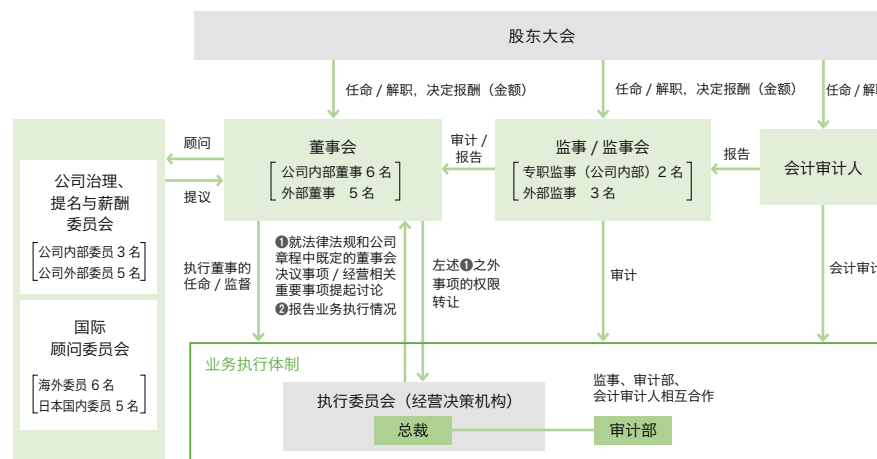 股东大会
任命 / 解职，决定报酬（金额）
任命 / 解职，决定报酬（金额）
任命 / 解职
顾问
提议
董事会
公司内部董事 6 名
外部董事 5 名
审计 /
报告
监事 / 监事会
专职监事（公司内部）2 名
外部监事 3 名
报告
会计审计人
公司治理、
提名与薪酬
委员会
公司内部委员 3 名
公司外部委员 5 名
国际
顾问委员会
海外委员 6 名
日本国内委员 5 名
执行董事的
任命 / 监督
❶就法律法规和公司
章程中既定的董事会
决议事项 / 经营相关
重要事项提起讨论
❷报告业务执行情况
左述❶之外
事项的权限
转让
审计
会计审计
业务执行体制
执行委员会（经营决策机构）
总裁
监事、审计部、
会计审计人相互合作
审计部